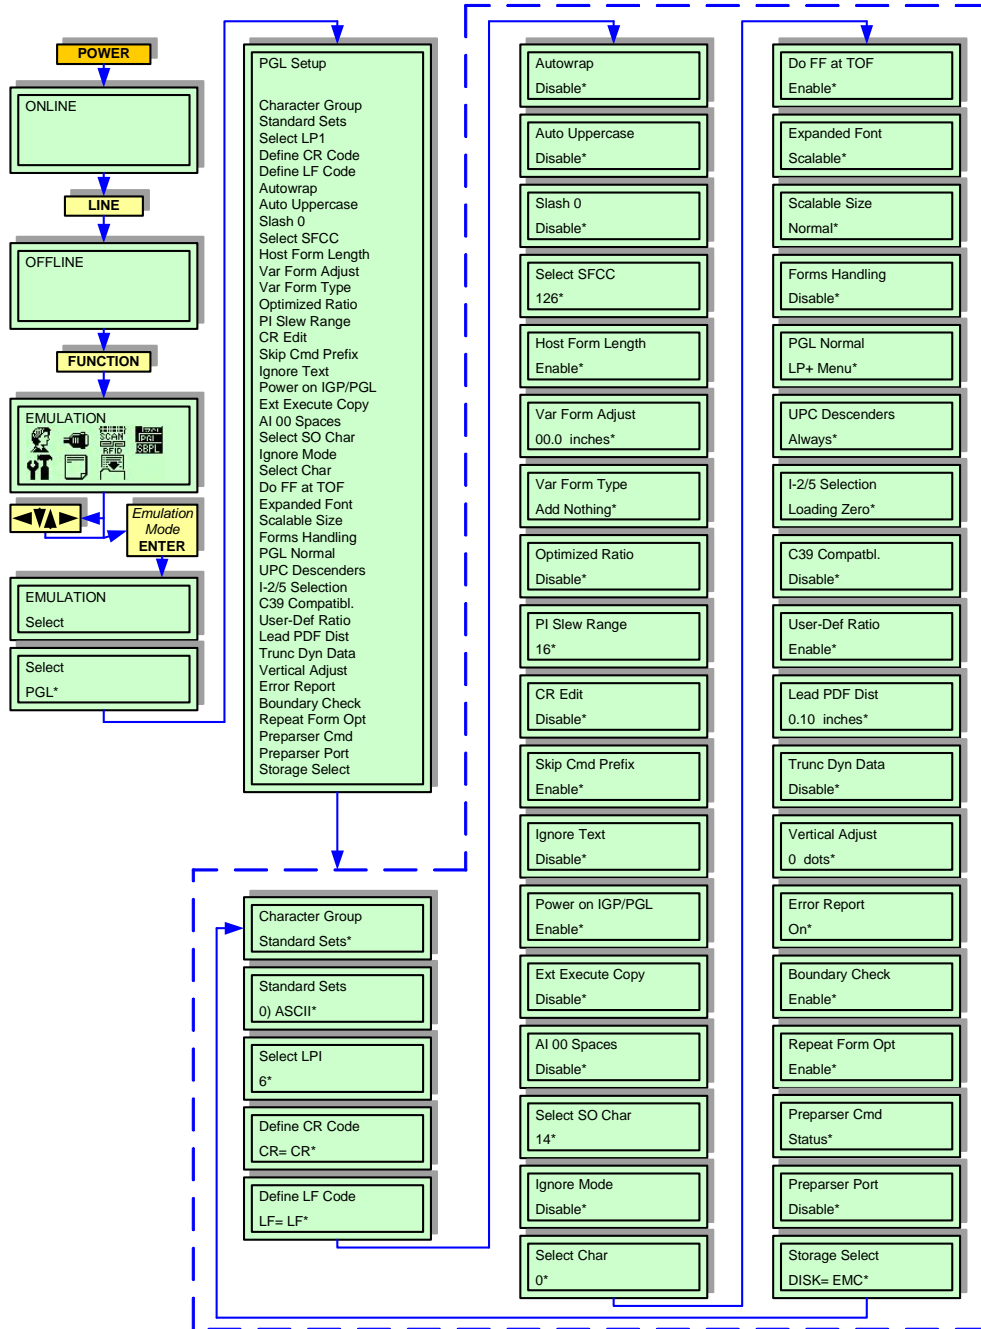 POWER
ONLINE
LINE
OFFLINE
FUNCTION
EMULATION
SCAN
RFID
SBPL
Emulation
Mode
ENTER
EMULATION
Select
Select
PGL*
PGL Setup
Character Group
Standard Sets
Select LP1
Define CR Code
Define LF Code
Autowrap
Auto Uppercase
Slash 0
Select SFCC
Host Form Length
Var Form Adjust
Var Form Type
Optimized Ratio
PI Slew Range
CR Edit
Skip Cmd Prefix
Ignore Text
Power on IGP/PGL
Ext Execute Copy
AI 00 Spaces
Select SO Char
Ignore Mode
Select Char
Do FF at TOF
Expanded Font
Scalable Size
Forms Handling
PGL Normal
UPC Descenders
I-2/5 Selection
C39 Compatibl.
User-Def Ratio
Lead PDF Dist
Trunc Dyn Data
Vertical Adjust
Error Report
Boundary Check
Repeat Form Opt
Preparser Cmd
Preparser Port
Storage Select
Character Group
Standard Sets*
Standard Sets
0) ASCII*
Select LPI
6*
Define CR Code
CR= CR*
Define LF Code
LF= LF*
Autowrap
Disable*
Auto Uppercase
Disable*
Slash 0
Disable*
Select SFCC
126*
Host Form Length
Enable*
Var Form Adjust
00.0 inches*
Var Form Type
Add Nothing*
Optimized Ratio
Disable*
PI Slew Range
16*
CR Edit
Disable*
Skip Cmd Prefix
Enable*
Ignore Text
Disable*
Power on IGP/PGL
Enable*
Ext Execute Copy
Disable*
AI 00 Spaces
Disable*
Select SO Char
14*
Ignore Mode
Disable*
Select Char
0*
Do FF at TOF
Enable*
Expanded Font
Scalable*
Scalable Size
Normal*
Forms Handling
Disable*
PGL Normal
LP+ Menu*
UPC Descenders
Always*
I-2/5 Selection
Loading Zero*
C39 Compatbl.
Disable*
User-Def Ratio
Enable*
Lead PDF Dist
0.10 inches*
Trunc Dyn Data
Disable*
Vertical Adjust
0 dots*
Error Report
On*
Boundary Check
Enable*
Repeat Form Opt
Enable*
Preparser Cmd
Status*
Preparser Port
Disable*
Storage Select
DISK= EMC*